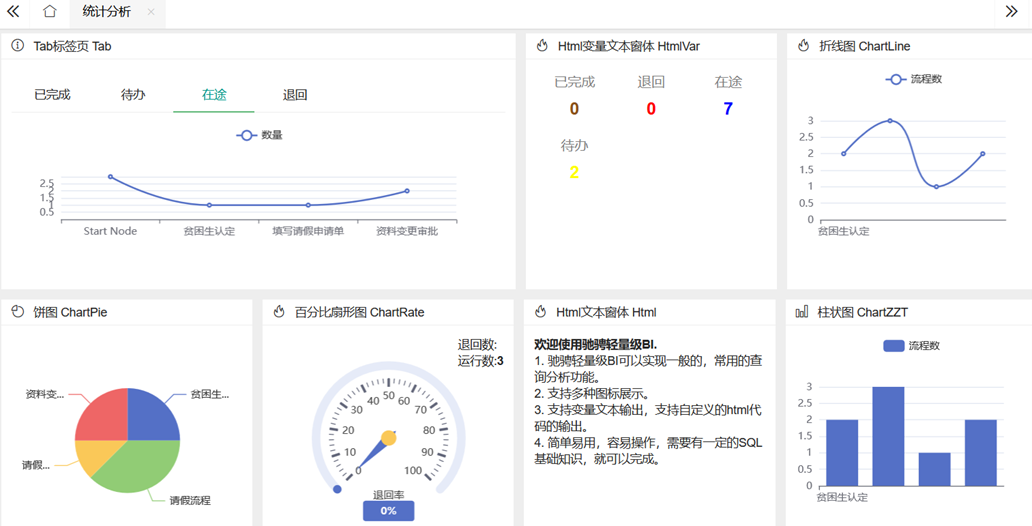 统计分析
Tab标签页 Tab
已完成 待办 在途 退回
数量
2.5
2
1.5
1
0.5
Start Node 贫困生认定 填写请假申请单 资料变更审批
Html变量文本窗体 HtmlVar
已完成 退回 在途
0 0 7
待办
2
折线图 ChartLine
流程数
3
2.5
2
1.5
1
0.5
0
贫困生认定
饼图 ChartPie
资料变... 贫困生...
请假...
请假流程
百分比扇形图 ChartRate
退回数:
运行数:3
0 10 20 30 40 50 60 70 80 90 100
退回率
0%
Html文本窗体 Html
欢迎使用驰骋轻量级BI.
1. 驰骋轻量级BI可以实现一般的，常用的查
询分析功能。
2. 支持多种图标展示。
3. 支持变量文本输出，支持自定义的html代
码的输出。
4. 简单易用，容易操作，需要有一定的SQL
基础知识，就可以完成。
柱状图 ChartZZT
流程数
3
2.5
2
1.5
1
0.5
0
贫困生认定